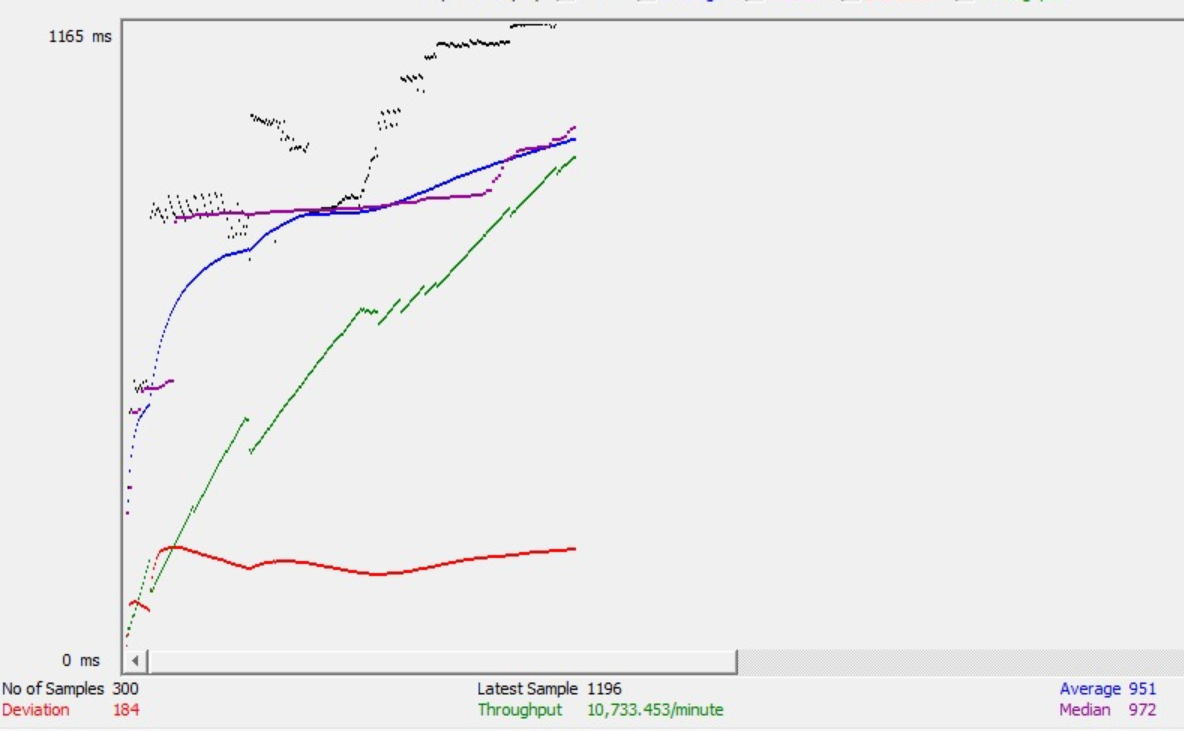 1165 ms
0 ms
No of Samples 300
Latest Sample 1196
Average 951
Deviation 184
Throughput 10,733.453/minute
Median 972